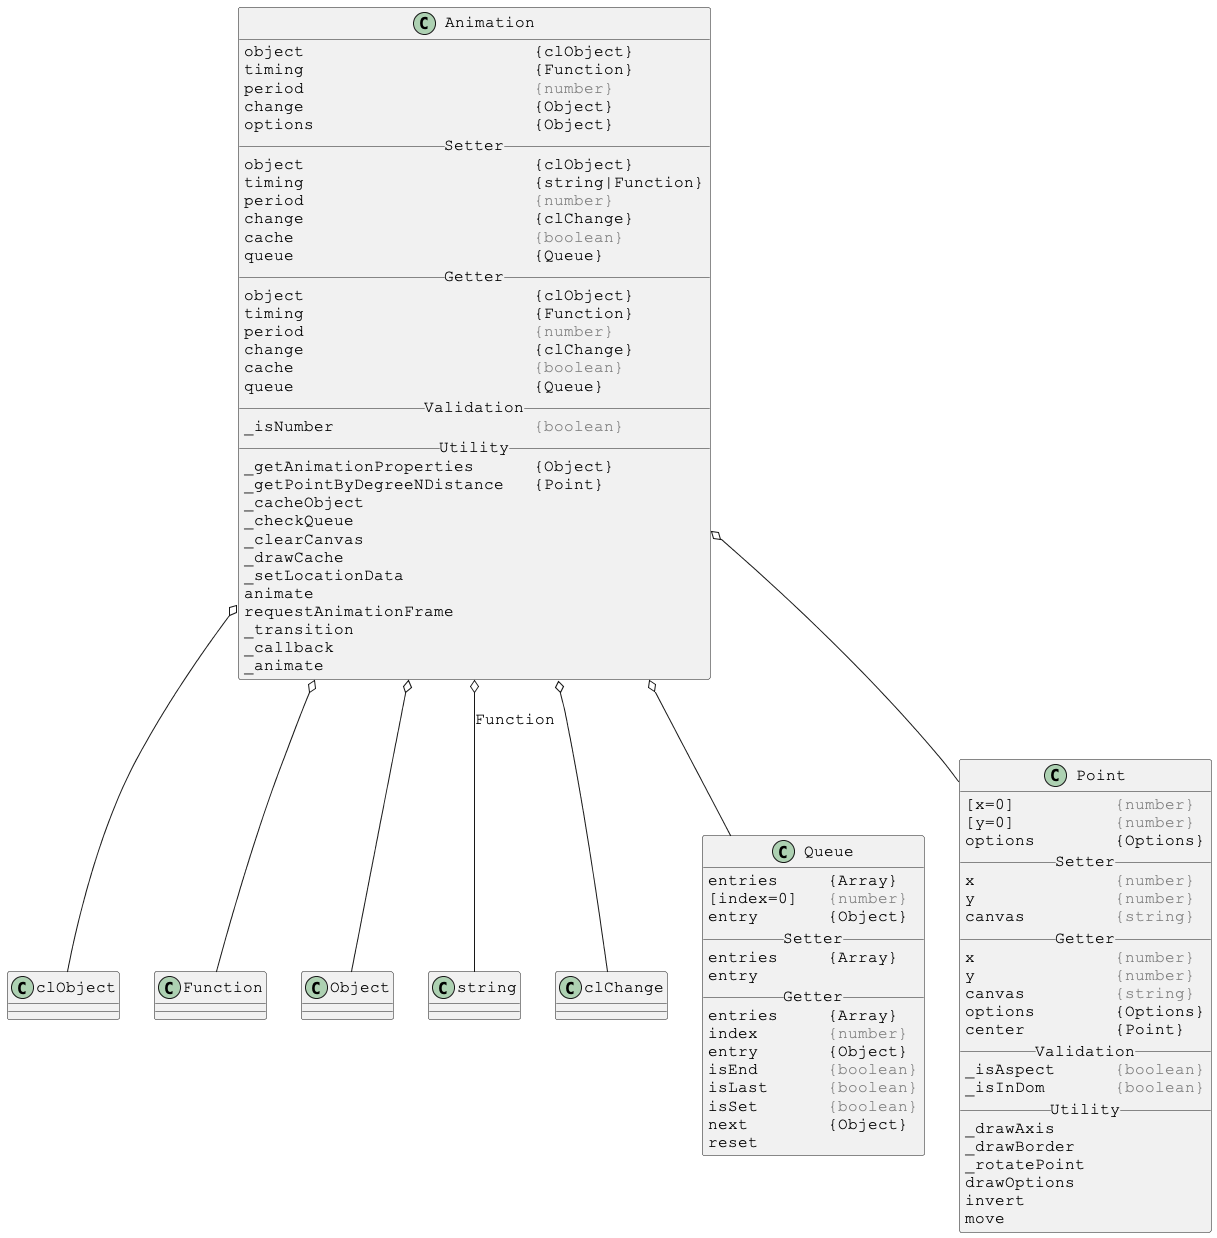 C Animation
object {clObject}
timing {Function}
period {number}
change {Object}
options {Object}
Setter
object {clObject}
timing {string|Function}
period {number}
change {clChange}
cache {boolean}
queue {Queue}
Getter
object {clObject}
timing {Function}
period {number}
change {clChange}
cache {boolean}
queue {Queue}
Validation
_isNumber {boolean}
Utility
_getAnimationProperties {Object}
_getPointByDegreeNDistance {Point}
_cacheObject
_checkQueue
_clearCanvas
_drawCache
_setLocationData
animate
requestAnimationFrame
_transition
_callback
_animate
Function
C clObject
C Function
C Object
C string
C clChange
C Queue
entries {Array}
[index=0] {number}
entry {Object}
Setter
entries {Array}
entry
Getter
entries {Array}
index {number}
entry {Object}
isEnd {boolean}
isLast {boolean}
isSet {boolean}
next {Object}
reset
C Point
[x=0] {number}
[y=0] {number}
options {Options}
Setter
x {number}
y {number}
canvas {string}
Getter
x {number}
y {number}
canvas {string}
options {Options}
center {Point}
Validation
_isAspect {boolean}
_isInDom {boolean}
Utility
_drawAxis
_drawBorder
_rotatePoint
drawOptions
invert
move